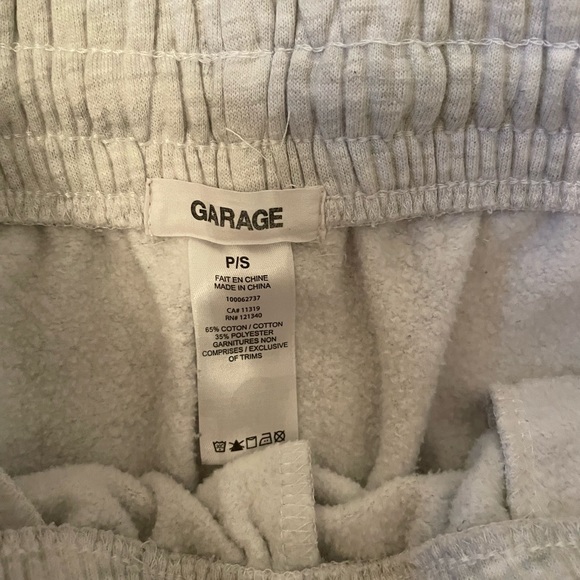 GARAGE
P/S
FAIT EN CHINE
MADE IN CHINA
100062737
CA# 11319
RN# 121340
65% COTON / COTTON
35% POLYESTER
GARNITURES NON
COMPRISES / EXCLUSIVE
OF TRIMS